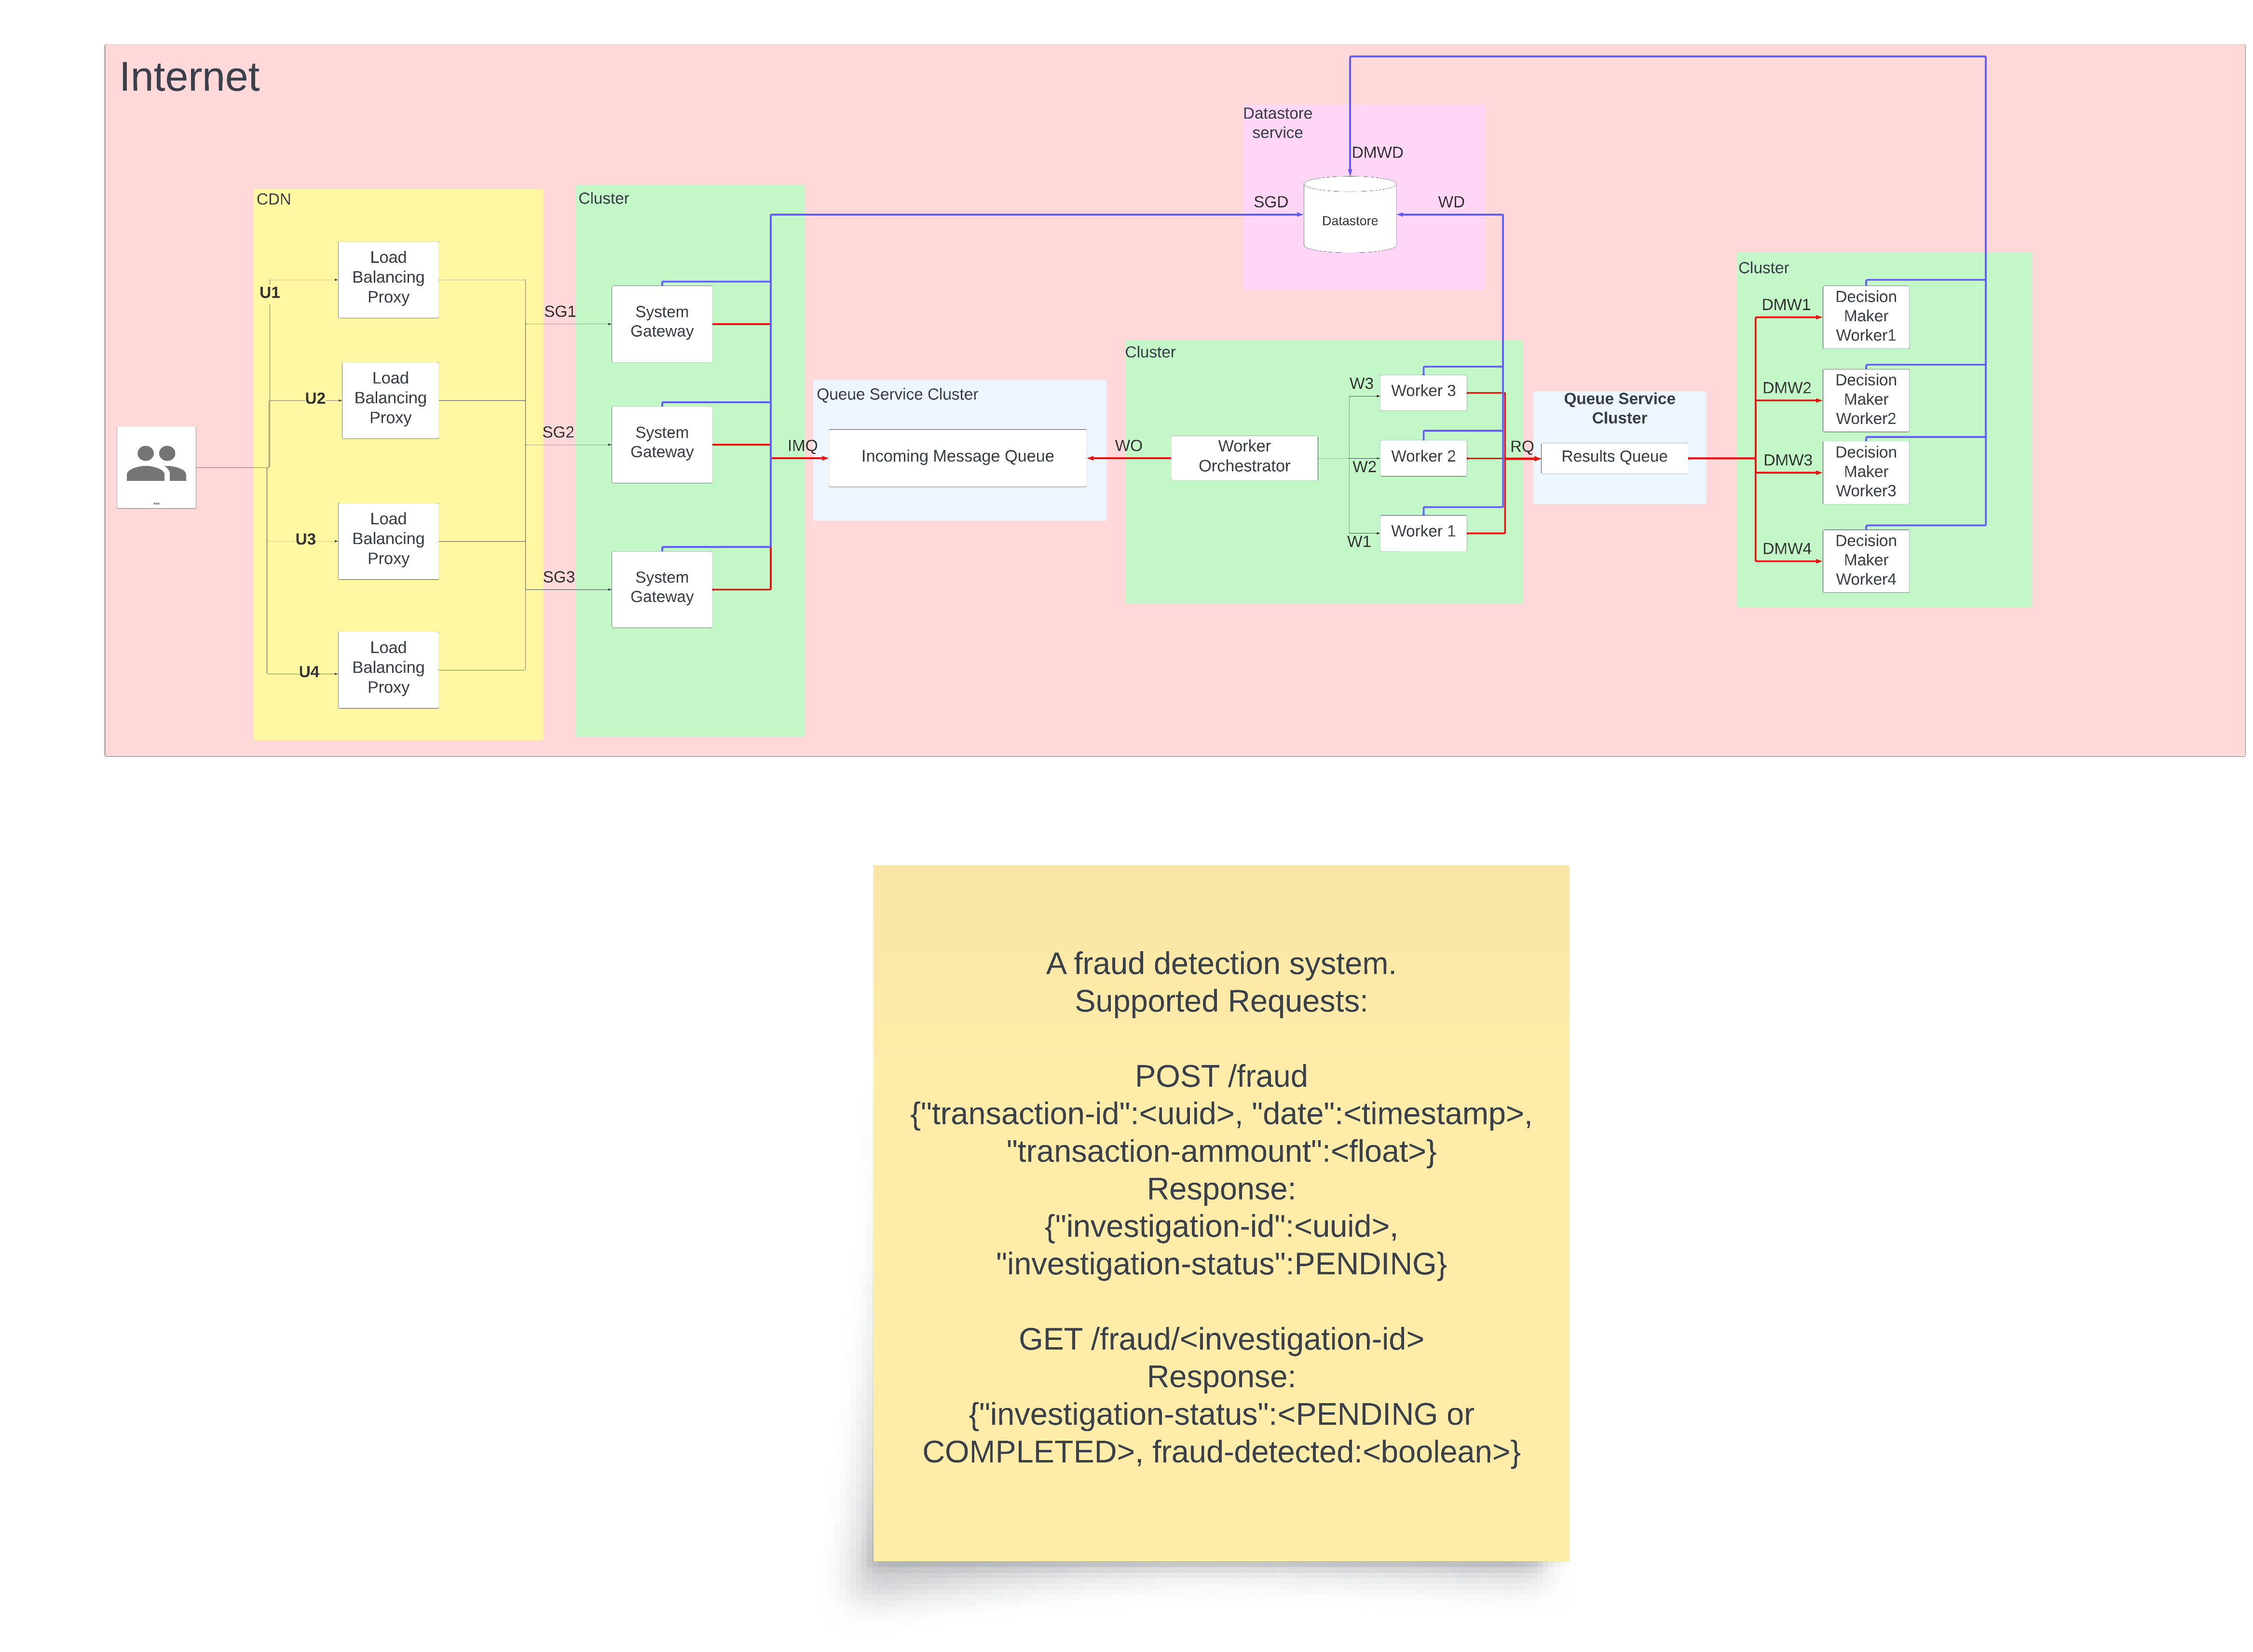 Internet
Datastore
service
DMWD
SGD
WD
Datastore
CDN
Cluster
Load
Balancing
Proxy
U1
Load
Balancing
Proxy
U2
Load
Balancing
Proxy
U3
Load
Balancing
Proxy
U4
SG1
System
Gateway
SG2
System
Gateway
SG3
System
Gateway
Queue Service Cluster
IMQ
Incoming Message Queue
WO
Cluster
Worker
Orchestrator
W3
Worker 3
W2
Worker 2
W1
Worker 1
RQ
Queue Service
Cluster
Results Queue
Cluster
DMW1
Decision
Maker
Worker1
DMW2
Decision
Maker
Worker2
DMW3
Decision
Maker
Worker3
DMW4
Decision
Maker
Worker4
A fraud detection system.
Supported Requests:
POST /fraud
{"transaction-id":<uuid>, "date":<timestamp>,
"transaction-ammount":<float>}
Response:
{"investigation-id":<uuid>,
"investigation-status":PENDING}
GET /fraud/<investigation-id>
Response:
{"investigation-status":<PENDING or
COMPLETED>, fraud-detected:<boolean>}